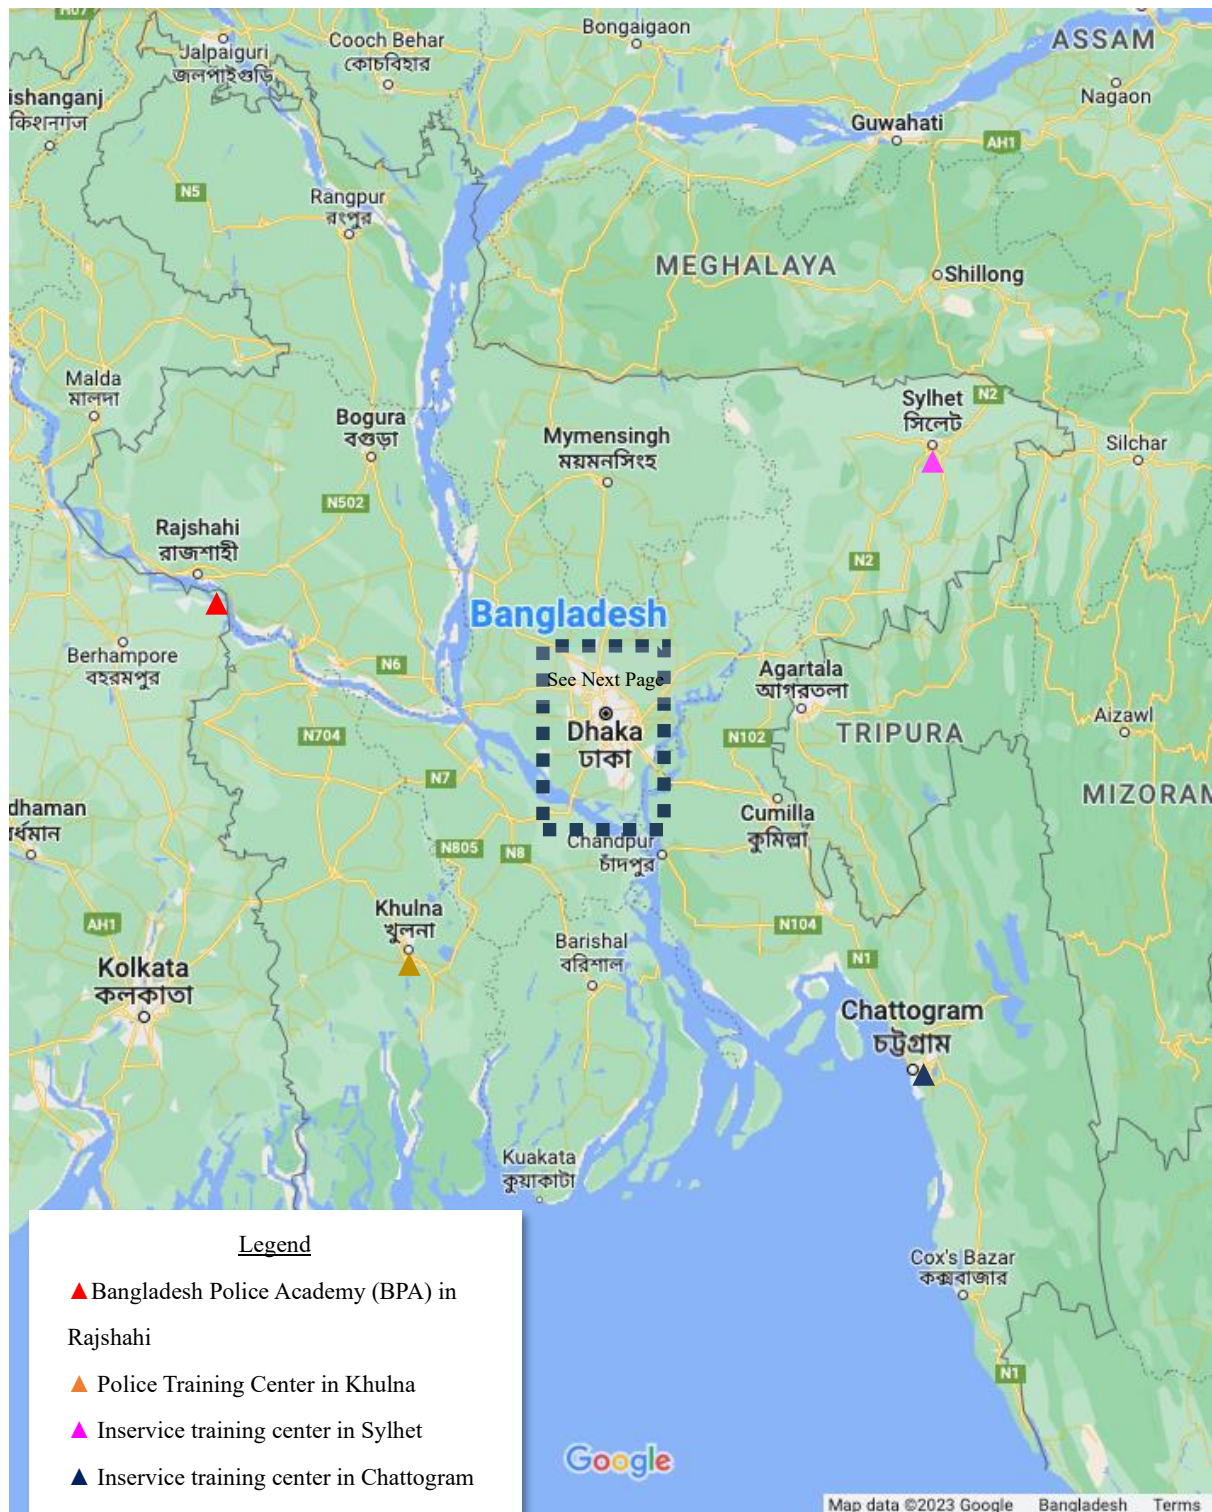 H07
Jalpaiguri
জলপাইগুড়ি
Cooch Behar
কোচবিহার
Bongaigaon
ASSAM
Nagaon
ishanganj
কিশনগঞ্জ
Guwahati
AH1
N5
Rangpur
রংপুর
MEGHALAYA
Shillong
Malda
মালদা
Bogura
বগুড়া
Mymensingh
ময়মনসিংহ
Sylhet
সিলেট
N2
Silchar
N502
Rajshahi
রাজশাহী
N2
Bangladesh
Berhampore
বহরমপুর
N6
See Next Page
Agartala
আগরতলা
Dhaka
ঢাকা
N704
N102
TRIPURA
Aizawl
N7
MIZORAM
dhaman
র্ধমান
Cumilla
কুমিল্লা
N805
N8
Chandpur
চাঁদপুর
Khulna
খুলনা
AH1
N104
Barishal
বরিশাল
N1
Kolkata
কলকাতা
Chattogram
চট্টগ্রাম
Kuakata
কুয়াকাটা
Cox's Bazar
কক্সবাজার
N1
Legend
Bangladesh Police Academy (BPA) in
Rajshahi
Police Training Center in Khulna
Inservice training center in Sylhet
Inservice training center in Chattogram
Google
Map data ©2023 Google Bangladesh Terms